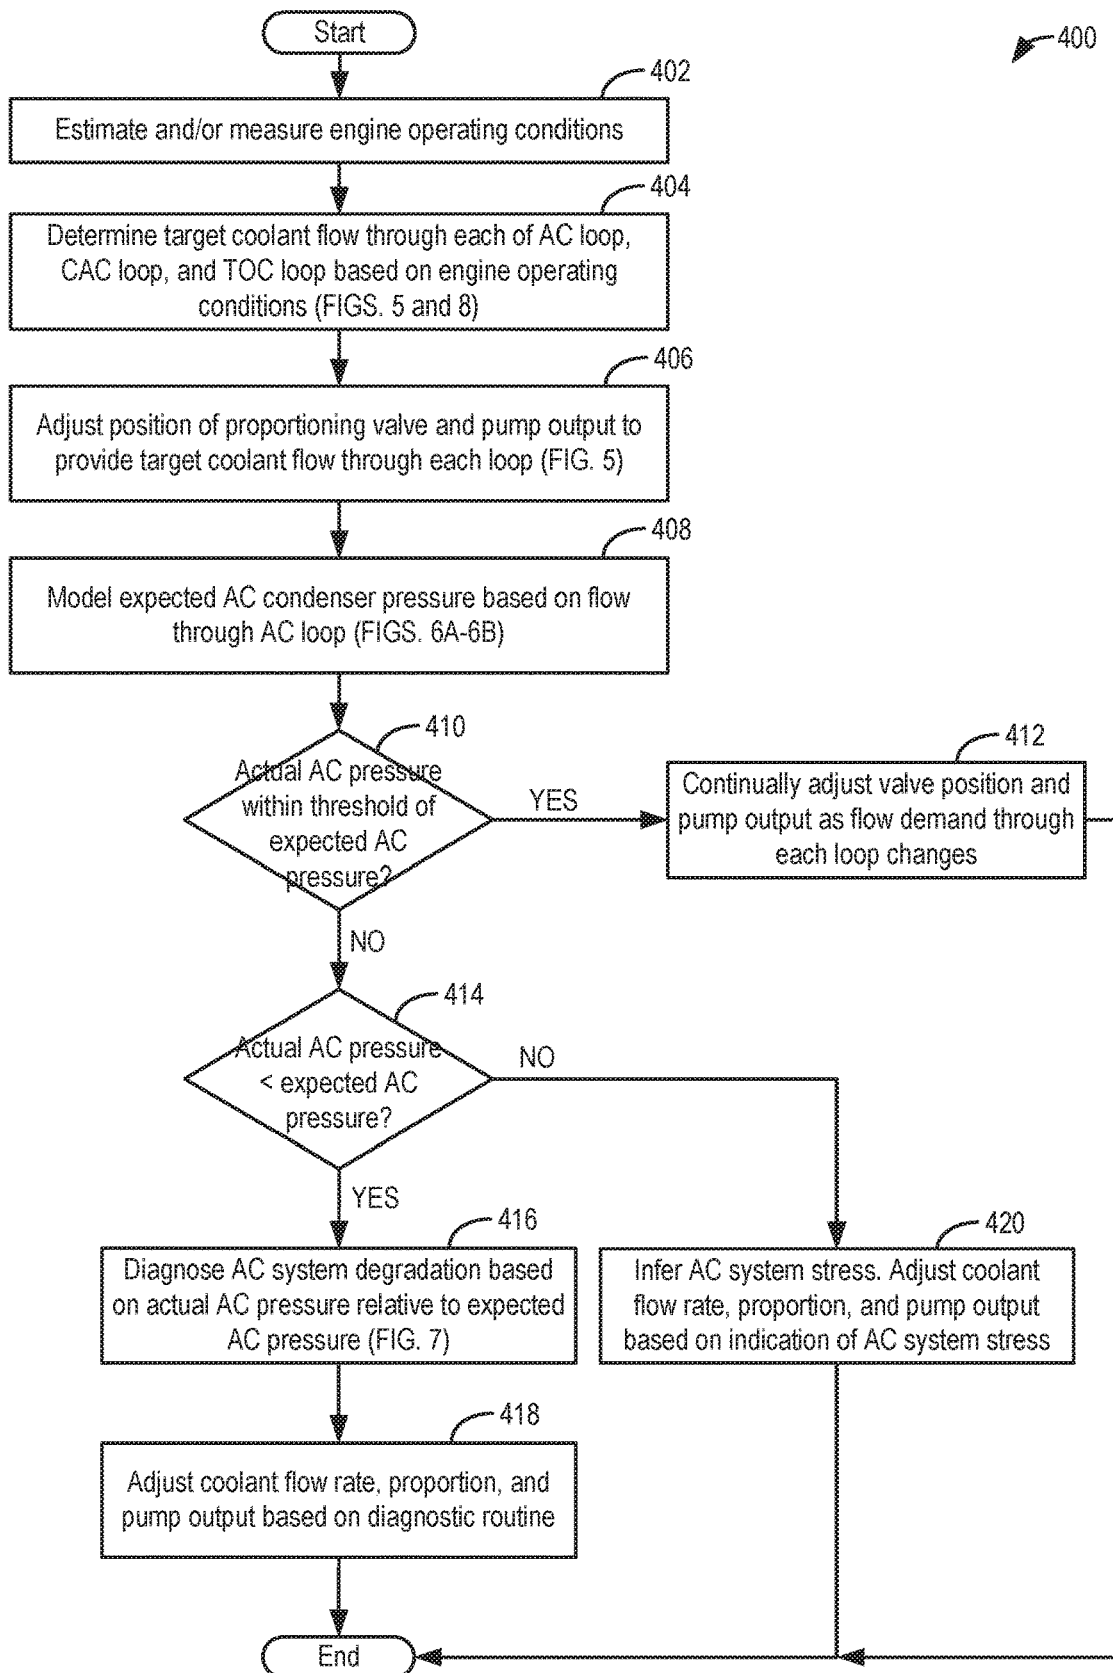 Start
400
402
Estimate and/or measure engine operating conditions
404
Determine target coolant flow through each of AC loop,
CAC loop, and TOC loop based on engine operating
conditions (FIGS. 5 and 8)
406
Adjust position of proportioning valve and pump output to
provide target coolant flow through each loop (FIG. 5)
408
Model expected AC condenser pressure based on flow
through AC loop (FIGS. 6A-6B)
410
Actual AC pressure
within threshold of
expected AC
pressure?
YES
412
Continually adjust valve position and
pump output as flow demand through
each loop changes
NO
414
Actual AC pressure
< expected AC
pressure?
NO
YES
416
Diagnose AC system degradation based
on actual AC pressure relative to expected
AC pressure (FIG. 7)
420
Infer AC system stress. Adjust coolant
flow rate, proportion, and pump output
based on indication of AC system stress
418
Adjust coolant flow rate, proportion, and
pump output based on diagnostic routine
End